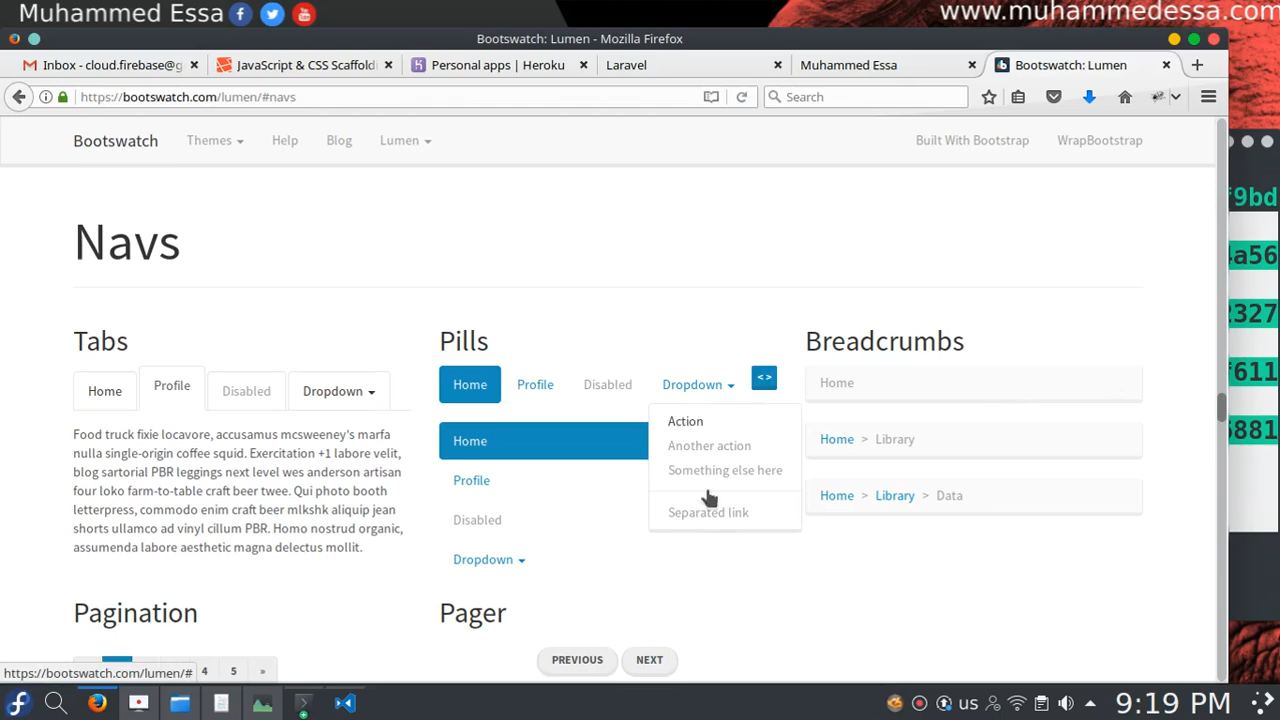 Muhammed Essa
www.muhammedessa.com
Bootswatch: Lumen - Mozilla Firefox
Inbox - cloud.firebase@g
JavaScript & CSS Scaffold
Personal apps | Heroku
Laravel
Muhammed Essa
Bootswatch: Lumen
https://bootswatch.com/lumen/#navs
Search
Bootswatch
Themes
Help
Blog
Lumen
Built With Bootstrap
WrapBootstrap
Navs
Tabs
Home
Profile
Disabled
Dropdown
Food truck fixie locavore, accusamus mcsweeney's marfa
nulla single-origin coffee squid. Exercitation +1 labore velit,
blog sartorial PBR leggings next level wes anderson artisan
four loko farm-to-table craft beer twee. Qui photo booth
letterpress, commodo enim craft beer mlkshk aliquip jean
shorts ullamco ad vinyl cillum PBR. Homo nostrud organic,
assumenda labore aesthetic magna delectus mollit.
Pills
Home
Profile
Disabled
Dropdown
< >
Action
Another action
Something else here
Separated link
Home
Profile
Disabled
Dropdown
Breadcrumbs
Home
Home > Library
Home > Library > Data
Pagination
4
5
»
Pager
PREVIOUS
NEXT
https://bootswatch.com/lumen/#
f9bd
4a56
2327
f611
6881
us
9:19 PM